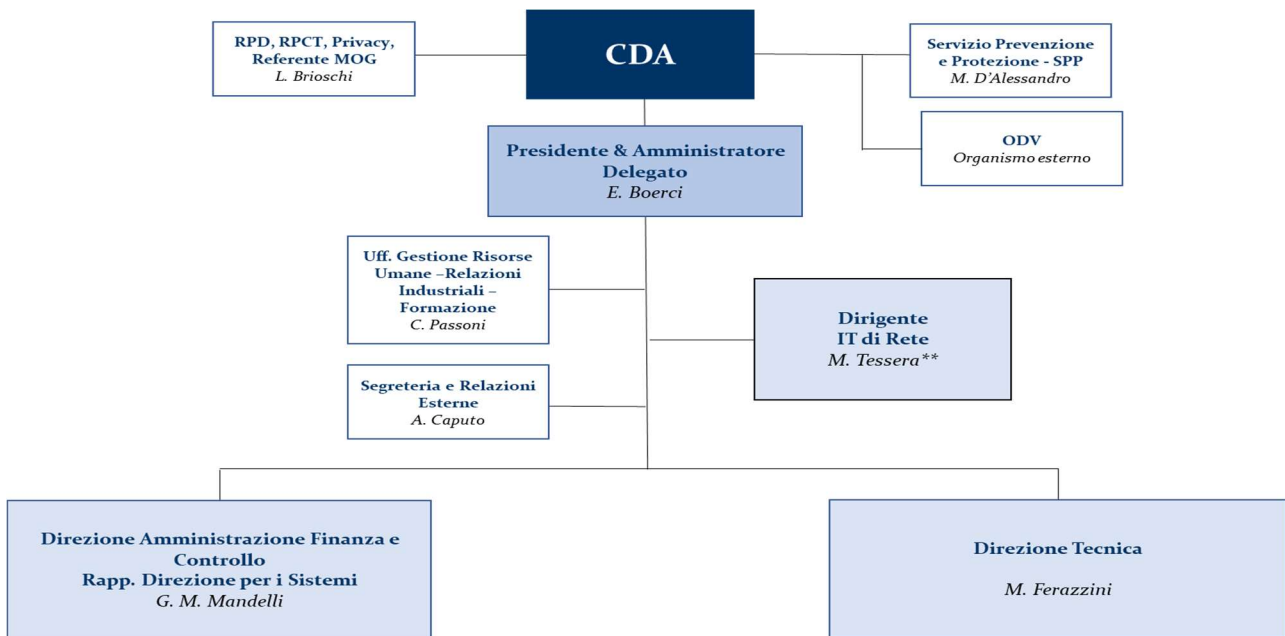 RPD, RPCT, Privacy,
Referente MOG
L. Brioschi
CDA
Servizio Prevenzione
e Protezione - SPP
M. D'Alessandro
ODV
Organismo esterno
Presidente & Amministratore
Delegato
E. Boerci
Uff. Gestione Risorse
Umane –Relazioni
Industriali –
Formazione
C. Passoni
Dirigente
IT di Rete
M. Tessera**
Segreteria e Relazioni
Esterne
A. Caputo
Direzione Amministrazione Finanza e
Controllo
Rapp. Direzione per i Sistemi
G. M. Mandelli
Direzione Tecnica
M. Ferazzini